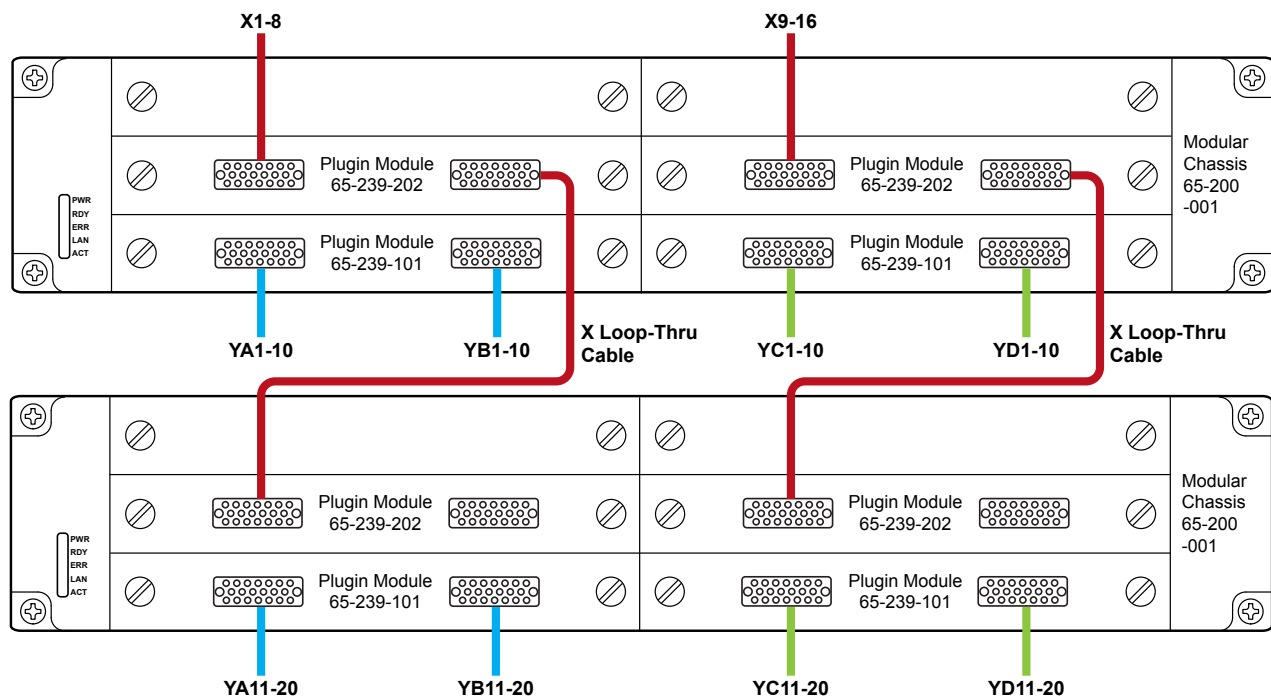 X1-8
X9-16
Plugin Module
65-239-202
Plugin Module
65-239-202
Modular
Chassis
65-200
-001
PWR
RDY
ERR
LAN
ACT
Plugin Module
65-239-101
Plugin Module
65-239-101
YA1-10
YB1-10
X Loop-Thru
Cable
YC1-10
YD1-10
X Loop-Thru
Cable
Plugin Module
65-239-202
Plugin Module
65-239-202
Modular
Chassis
65-200
-001
PWR
RDY
ERR
LAN
ACT
Plugin Module
65-239-101
Plugin Module
65-239-101
YA11-20
YB11-20
YC11-20
YD11-20